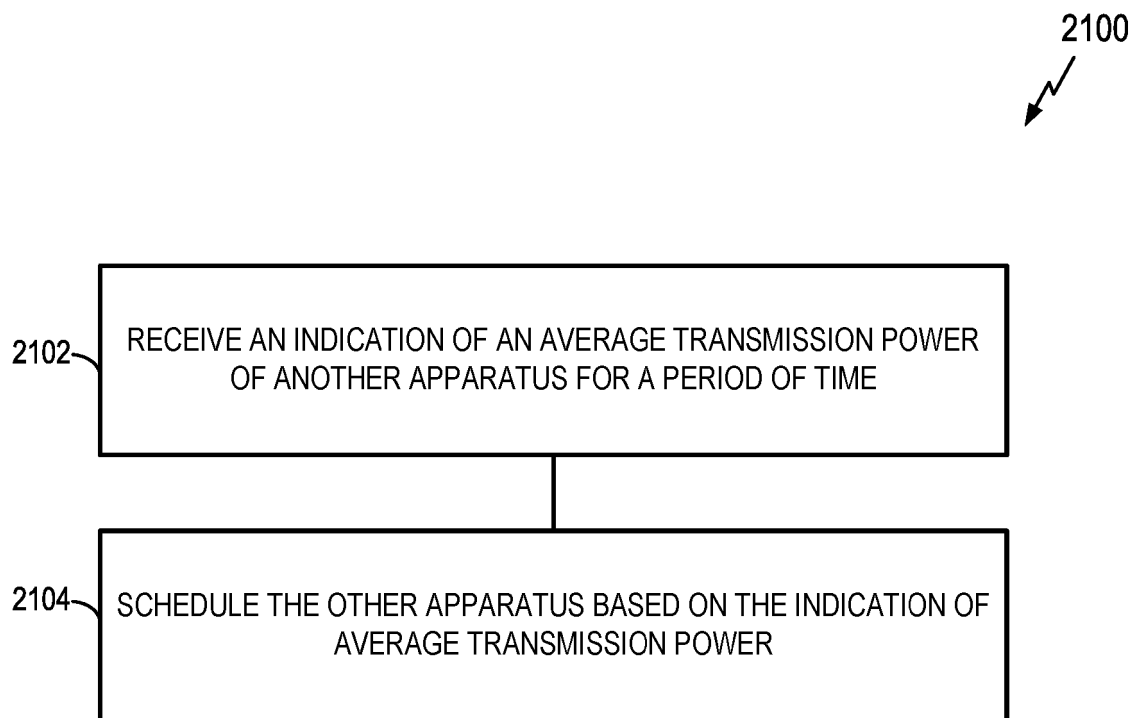 2100
2102
RECEIVE AN INDICATION OF AN AVERAGE TRANSMISSION POWER
OF ANOTHER APPARATUS FOR A PERIOD OF TIME
2104
SCHEDULE THE OTHER APPARATUS BASED ON THE INDICATION OF
AVERAGE TRANSMISSION POWER